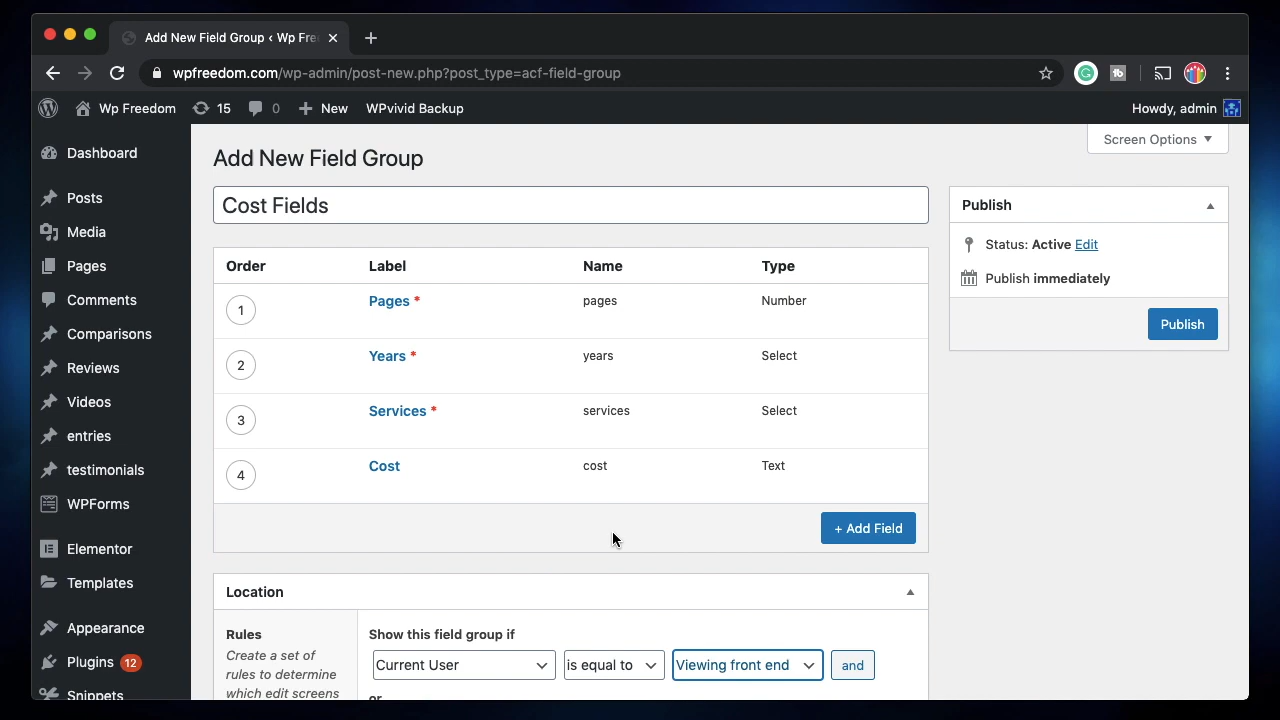 Add New Field Group ‹ Wp Fre
wpfreedom.com/wp-admin/post-new.php?post_type=acf-field-group
Wp Freedom 15 0 New WPvivid Backup Howdy, admin
Screen Options
Dashboard
Posts
Media
Pages
Comments
Comparisons
Reviews
Videos
entries
testimonials
WPForms
Elementor
Templates
Appearance
Plugins 12
Snippets
Add New Field Group
Cost Fields
Order Label Name Type
1 Pages * pages Number
2 Years * years Select
3 Services * services Select
4 Cost cost Text
+ Add Field
Location
Rules
Create a set of
rules to determine
which edit screens
Show this field group if
Current User is equal to Viewing front end and
or
Publish
Status: Active Edit
Publish immediately
Publish